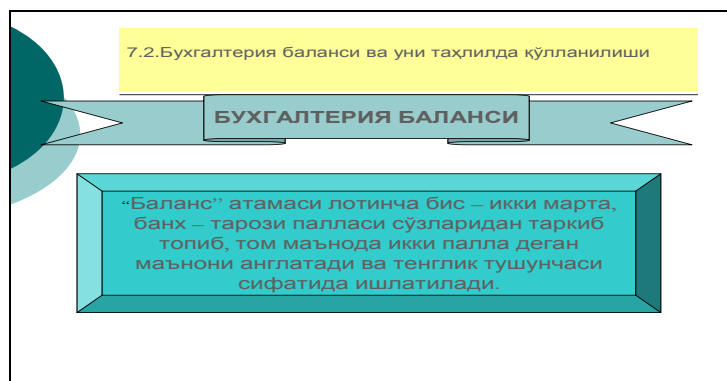 7.2.Бухгалтерия баланси ва уни таҳлилда қўлланилиши
БУХГАЛТЕРИЯ БАЛАНСИ
“Баланс” атамаси лотинча бис – икки марта,
банх – тарози палласи сўзларидан таркиб
топиб, том маънода икки палла деган
маънони англатади ва тенглик тушунчаси
сифатида ишлатилади.